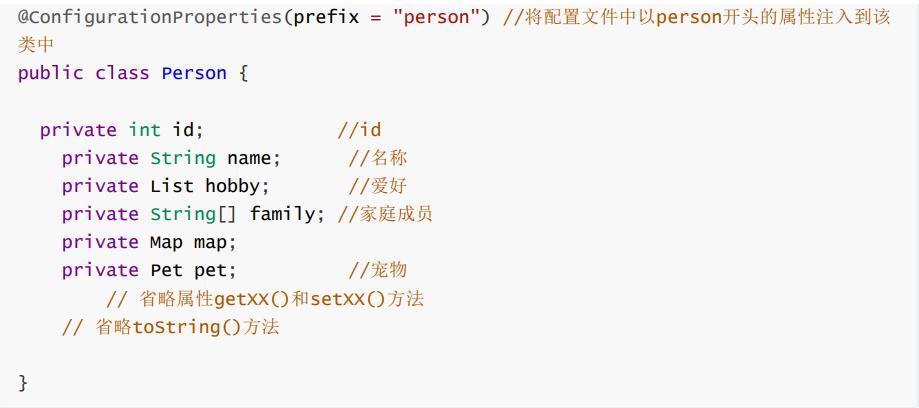 @ConfigurationProperties(prefix = "person") //将配置文件中以person开头的属性注入到该
类中
public class Person {
private int id; //id
private String name; //名称
private List hobby; //爱好
private String[] family; //家庭成员
private Map map;
private Pet pet; //宠物
// 省略属性getXX()和setXX()方法
// 省略toString()方法
}